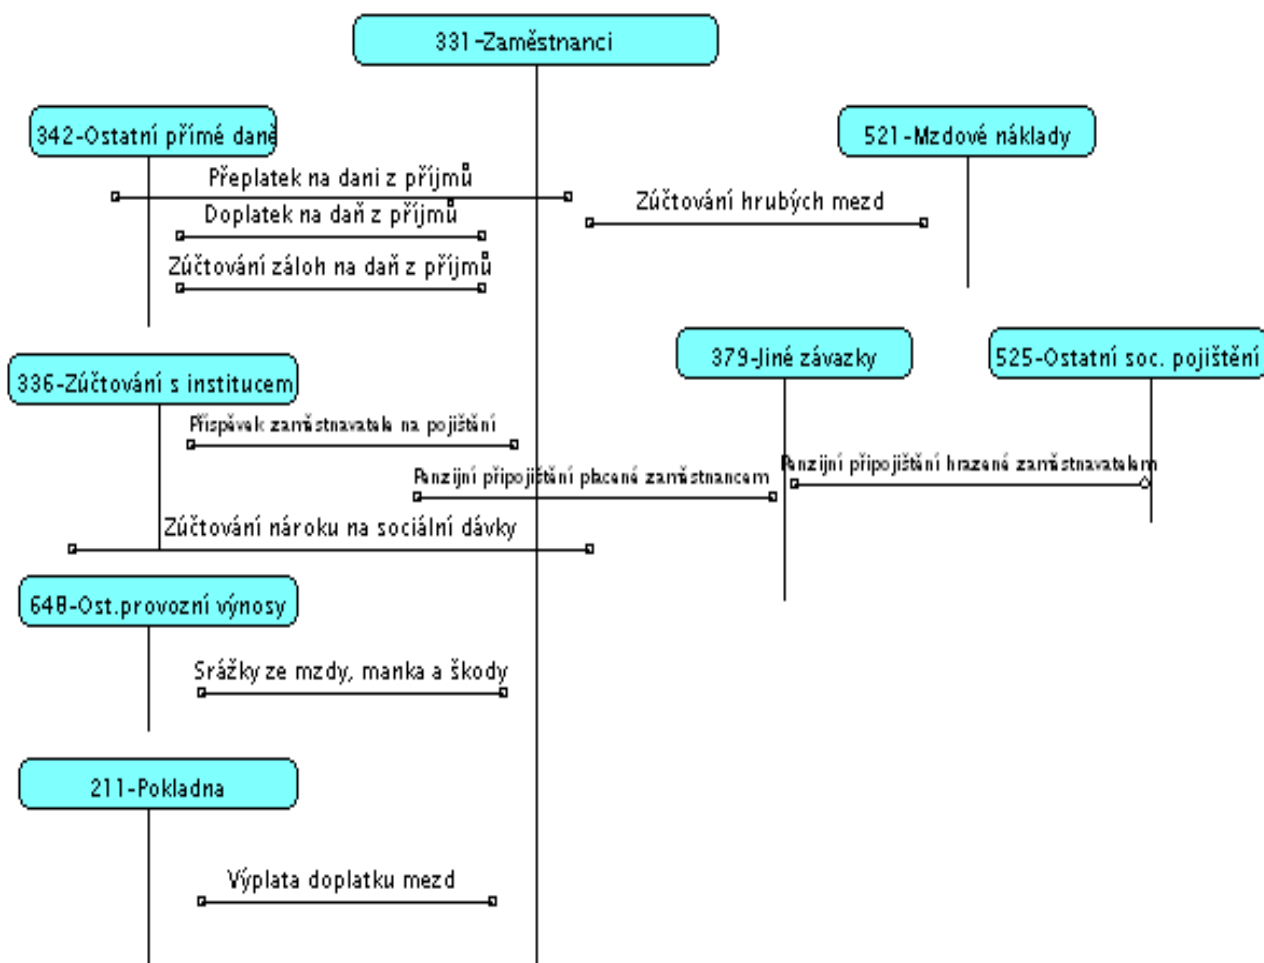 331-Zaměstnanci
342-Ostatní přímé daně
521-Mzdové náklady
Přeplatek na dani z příjmů
Zúčtování hrubých mezd
Doplatek na daň z příjmů
Zúčtování záloh na daň z příjmů
379-Jiné závazky
525-Ostatní soc. pojištění
336-Zúčtování s institucem
Příspěvek zaměstnavatele na pojištění
Penzijní připojištění hrazené zaměstnavatelem
Penzijní připojištění placené zaměstnancem
Zúčtování nároku na sociální dávky
648-Ost.provozní výnosy
Srážky ze mzdy, manka a škody
211-Pokladna
Výplata doplatku mezd